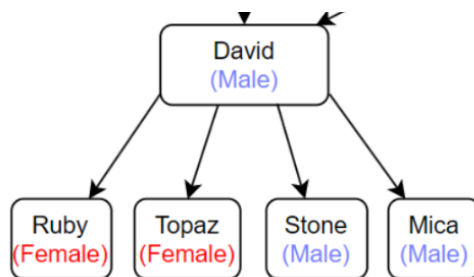 David
(Male)
Ruby
(Female)
Topaz
(Female)
Stone
(Male)
Mica
(Male)